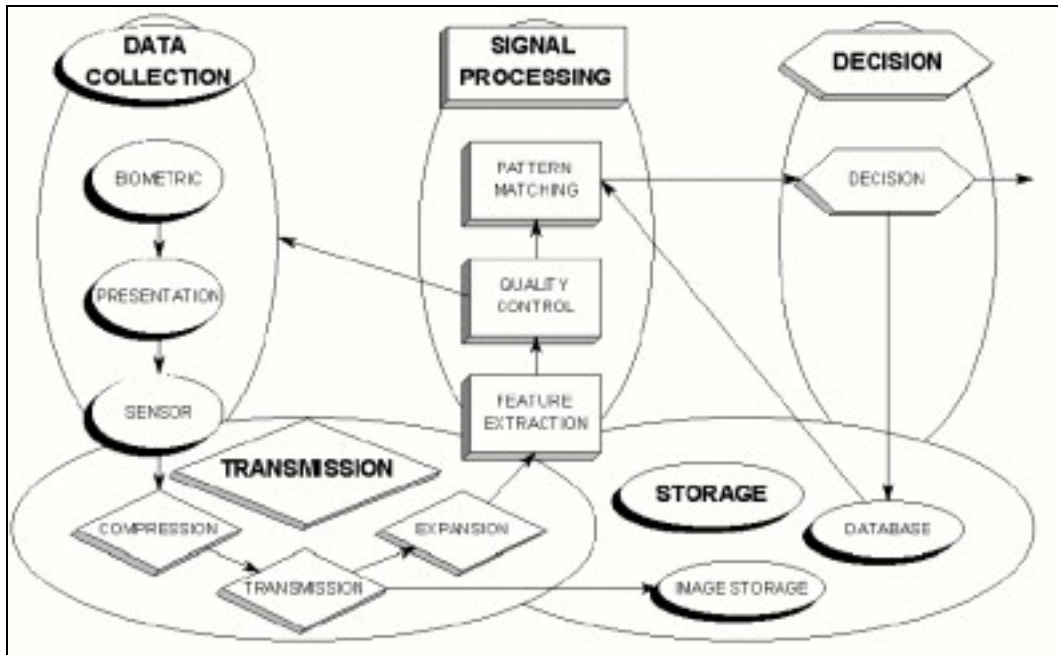 DATA
COLLECTION
BIOMETRIC
PRESENTATION
SENSOR
SIGNAL
PROCESSING
PATTERN
MATCHING
QUALITY
CONTROL
FEATURE
EXTRACTION
DECISION
DECISION
TRANSMISSION
COMPRESSION
EXPANSION
TRANSMISSION
STORAGE
DATABASE
IMAGE STORAGE